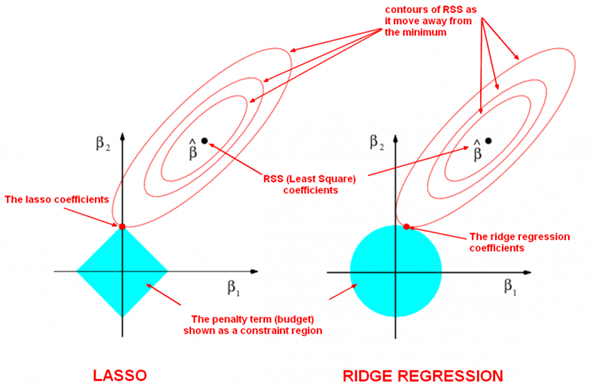 contours of RSS as
it move away from
the minimum
β2
β̂
β1
The lasso coefficients
RSS (Least Square)
coefficients
β2
β̂
β1
The ridge regression
coefficients
The penalty term (budget)
shown as a constraint region
LASSO
RIDGE REGRESSION